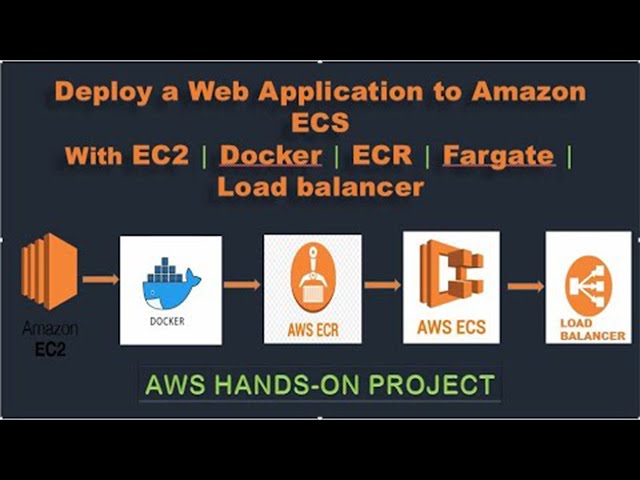 Deploy a Web Application to Amazon
ECS
With EC2 | Docker | ECR | Fargate |
Load balancer
Amazon
EC2
DOCKER
AWS ECR
AWS ECS
LOAD
BALANCER
AWS HANDS-ON PROJECT